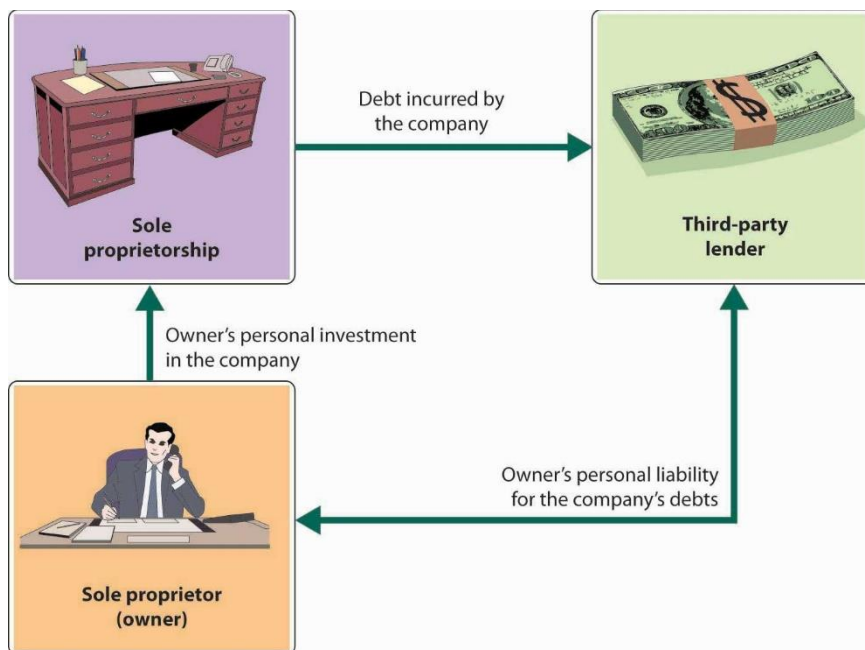 Debt incurred by
the company
Sole
proprietorship
Third-party
lender
Owner’s personal investment
in the company
Owner’s personal liability
for the company’s debts
Sole proprietor
(owner)